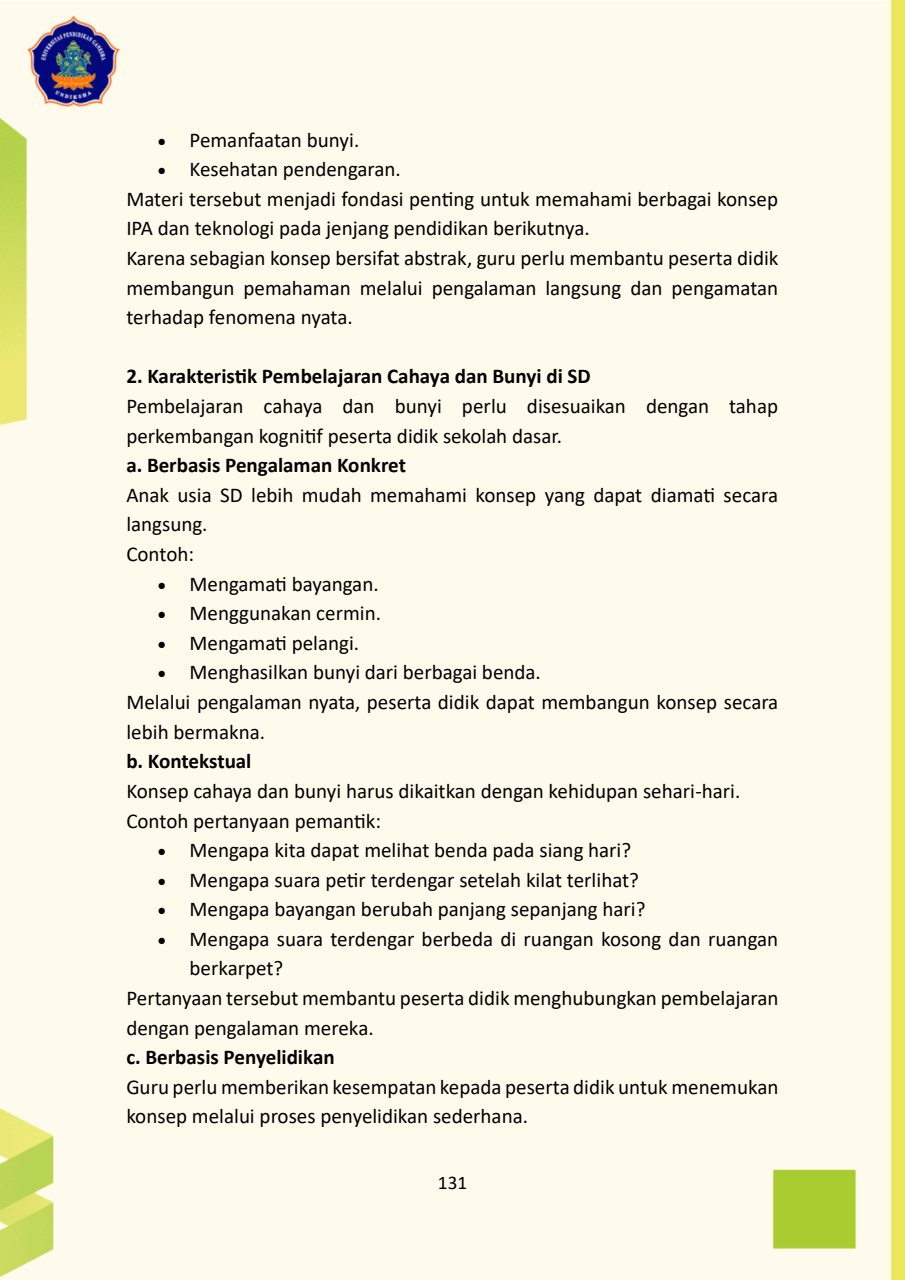 UNIVERSITAS PENDIDIKAN GANESHA
UNDIKSHA
• Pemanfaatan bunyi.
• Kesehatan pendengaran.
Materi tersebut menjadi fondasi penting untuk memahami berbagai konsep
IPA dan teknologi pada jenjang pendidikan berikutnya.
Karena sebagian konsep bersifat abstrak, guru perlu membantu peserta didik
membangun pemahaman melalui pengalaman langsung dan pengamatan
terhadap fenomena nyata.
2. Karakteristik Pembelajaran Cahaya dan Bunyi di SD
Pembelajaran cahaya dan bunyi perlu disesuaikan dengan tahap
perkembangan kognitif peserta didik sekolah dasar.
a. Berbasis Pengalaman Konkret
Anak usia SD lebih mudah memahami konsep yang dapat diamati secara
langsung.
Contoh:
• Mengamati bayangan.
• Menggunakan cermin.
• Mengamati pelangi.
• Menghasilkan bunyi dari berbagai benda.
Melalui pengalaman nyata, peserta didik dapat membangun konsep secara
lebih bermakna.
b. Kontekstual
Konsep cahaya dan bunyi harus dikaitkan dengan kehidupan sehari-hari.
Contoh pertanyaan pemantik:
• Mengapa kita dapat melihat benda pada siang hari?
• Mengapa suara petir terdengar setelah kilat terlihat?
• Mengapa bayangan berubah panjang sepanjang hari?
• Mengapa suara terdengar berbeda di ruangan kosong dan ruangan
berkarpet?
Pertanyaan tersebut membantu peserta didik menghubungkan pembelajaran
dengan pengalaman mereka.
c. Berbasis Penyelidikan
Guru perlu memberikan kesempatan kepada peserta didik untuk menemukan
konsep melalui proses penyelidikan sederhana.
131